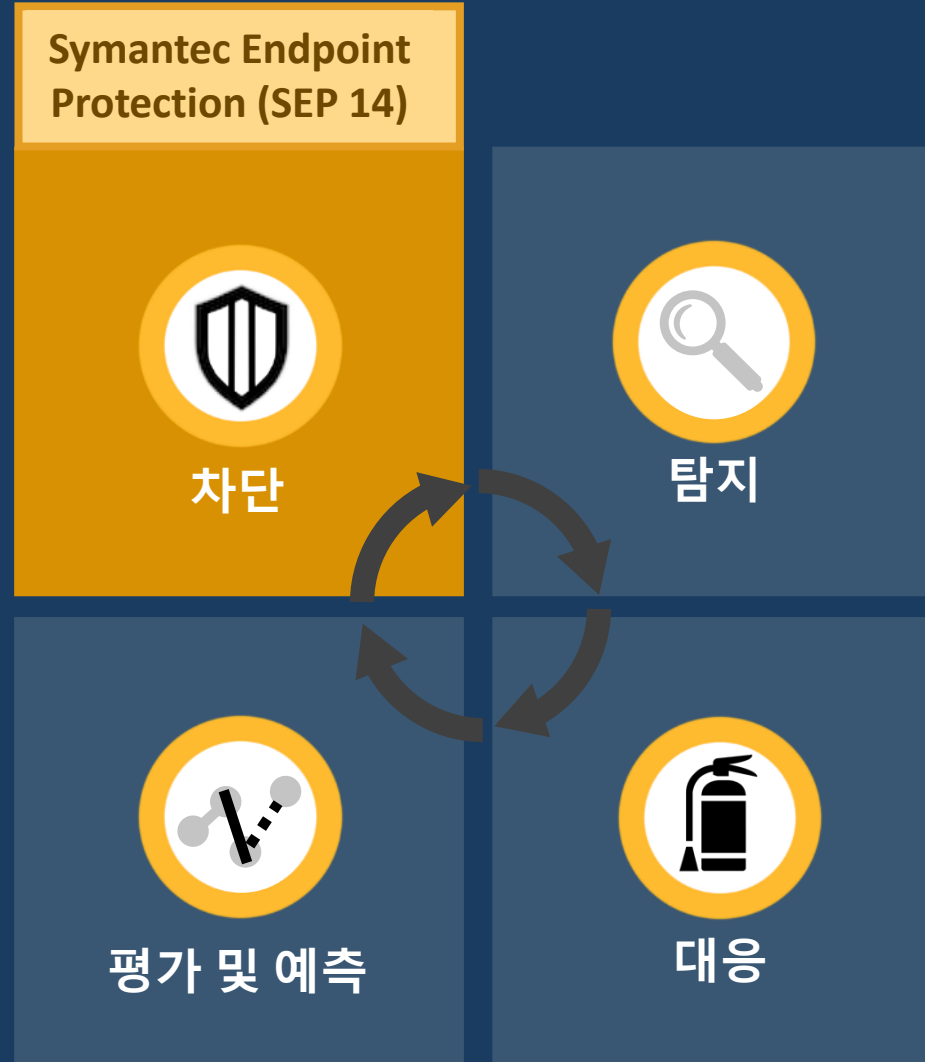 Symantec Endpoint
Protection (SEP 14)
차단
탐지
평가 및 예측
대응